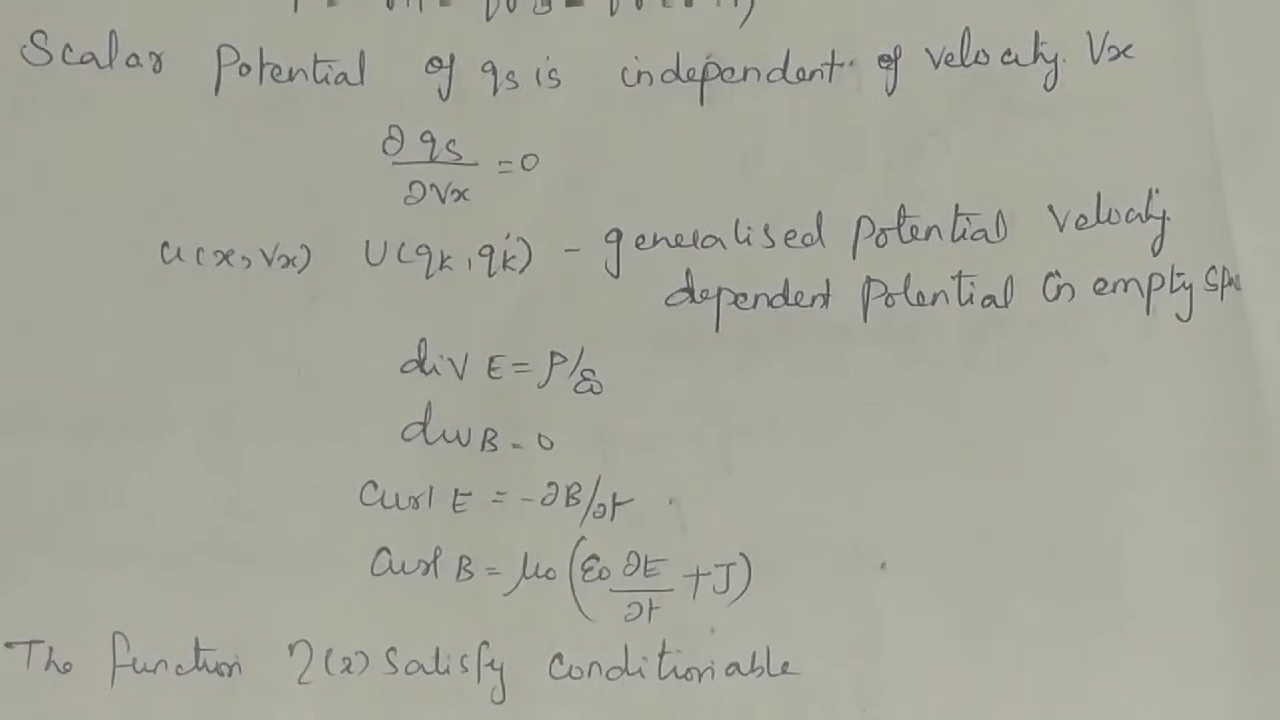 Scalar Potential of qs is independent of velocity Vx
∂qs/∂Vx = 0
u(x, Vx) U(qk, q̇k) - generalised potential velocity
dependent potential in empty
div E = ρ/ε0
div B = 0
Curl E = -∂B/∂t
Curl B = μ0 (ε0 ∂E/∂t + J)
The function η(x) satisfy conditionable